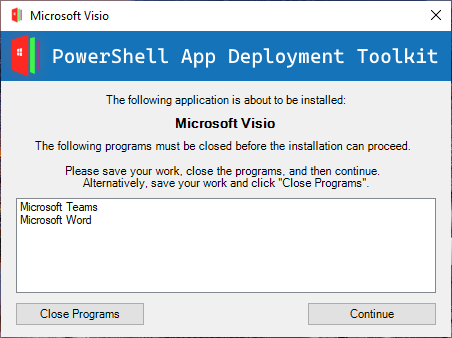 Microsoft Visio
PowerShell App Deployment Toolkit
The following application is about to be installed:
Microsoft Visio
The following programs must be closed before the installation can proceed.
Please save your work, close the programs, and then continue.
Alternatively, save your work and click "Close Programs".
Microsoft Teams
Microsoft Word
Close Programs
Continue